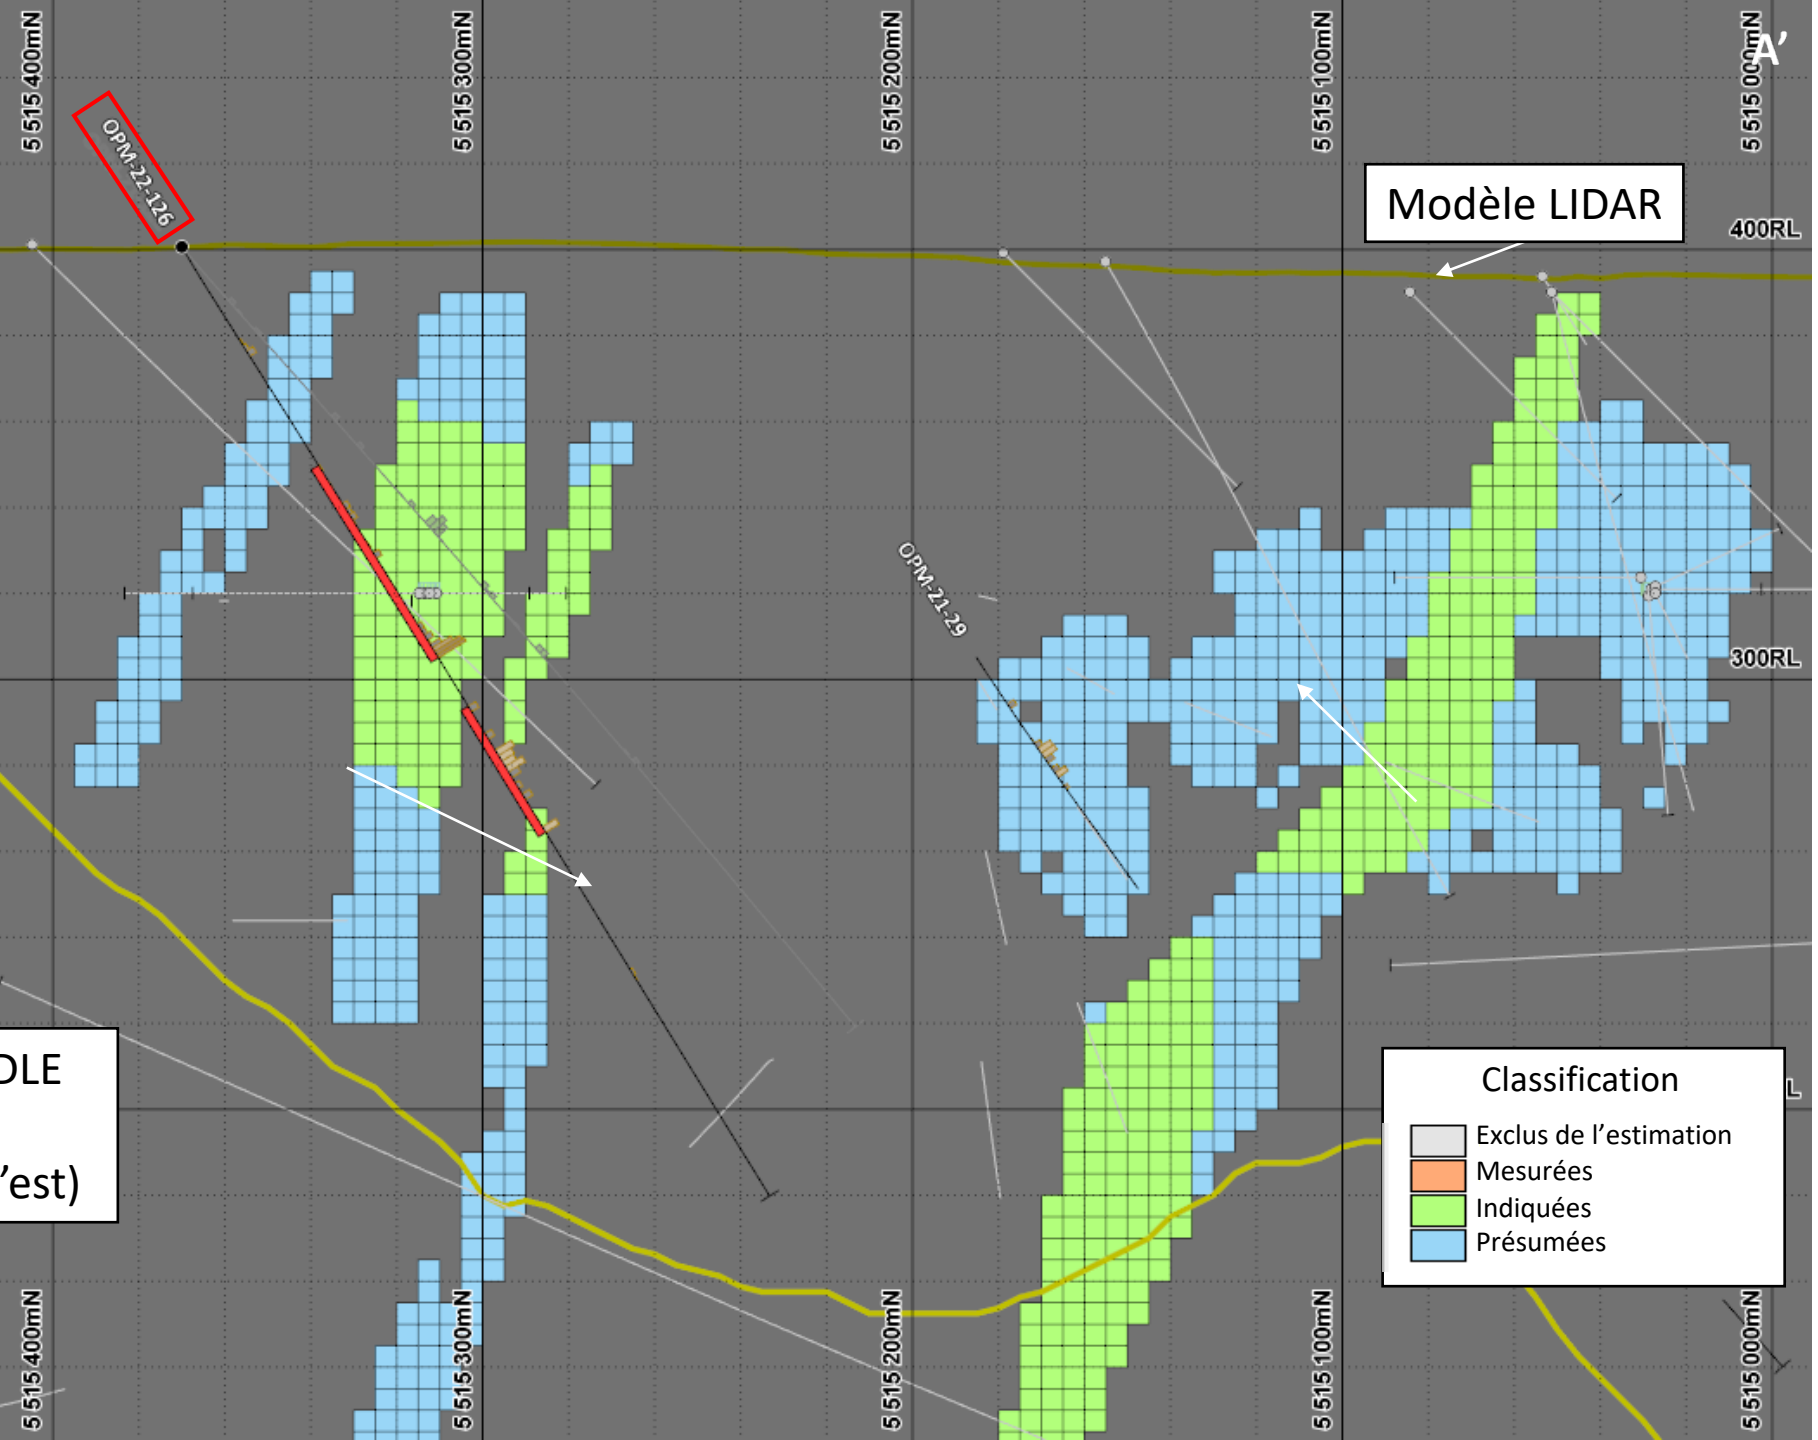 5 515 400mN
5 515 300mN
5 515 200mN
5 515 100mN
5 515 000mN
A’
OPM-22-126
Modèle LIDAR
400RL
OPM-21-29
300RL
DLE
’est)
L
Classification
Exclus de l’estimation
Mesurées
Indiquées
Présumées
5 515 400mN
5 515 300mN
5 515 200mN
5 515 100mN
5 515 000mN